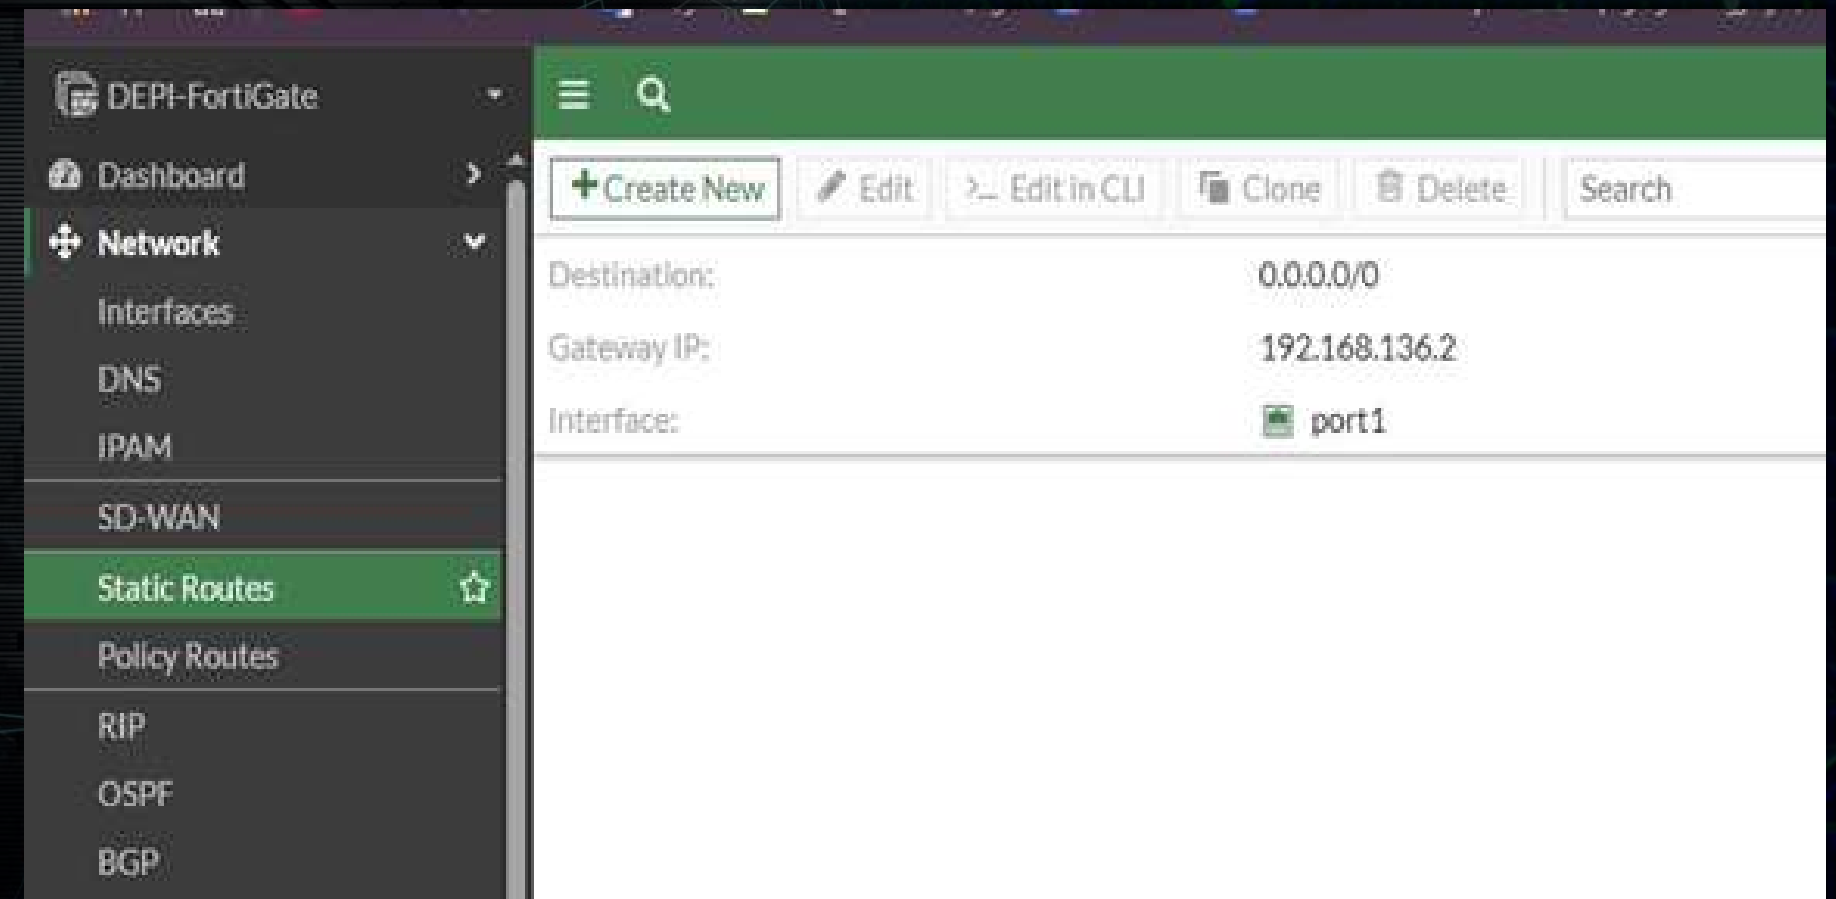 DEPI-FortiGate
Dashboard
Network
Interfaces
DNS
IPAM
SD-WAN
Static Routes
Policy Routes
RIP
OSPF
BGP
+Create New Edit >_ Edit in CLI Clone Delete Search
Destination: 0.0.0.0/0
Gateway IP: 192.168.136.2
Interface: port1